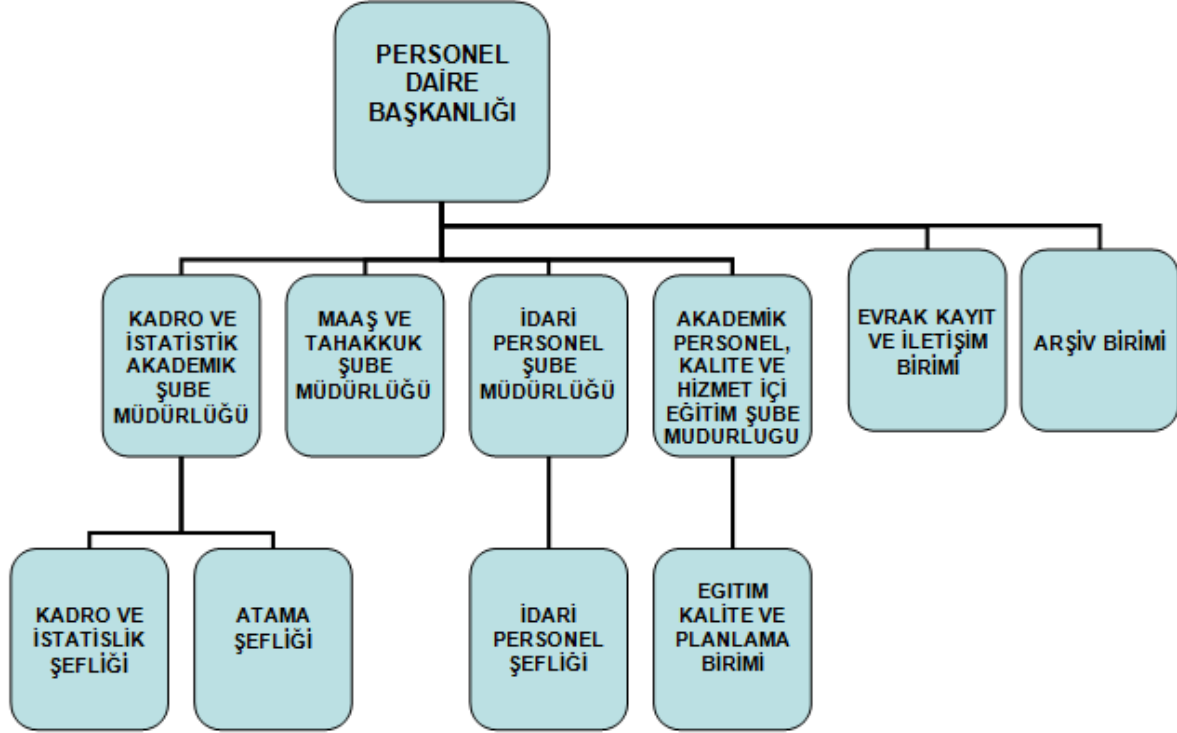 PERSONEL
DAİRE
BAŞKANLIĞI
KADRO VE
İSTATİSTİK
AKADEMIK
ŞUBE
MÜDÜRLÜĞÜ
MAAŞ VE
TAHAKKUK
ŞUBE
MÜDÜRLÜĞÜ
İDARİ
PERSONEL
ŞUBE
MÜDÜRLÜĞÜ
AKADEMİK
PERSONEL,
KALITE VE
HİZMET İÇİ
EĞİTİM ŞUBE
MUDURLUGU
EVRAK KAYIT
VE İLETİŞİM
BİRİMİ
ARŞİV BİRİMİ
KADRO VE
İSTATİSLİK
ŞEFLİĞİ
ATAMA
ŞEFLİĞİ
İDARİ
PERSONEL
ŞEFLİĞİ
EGITIM
KALİTE VE
PLANLAMA
BİRİMİ